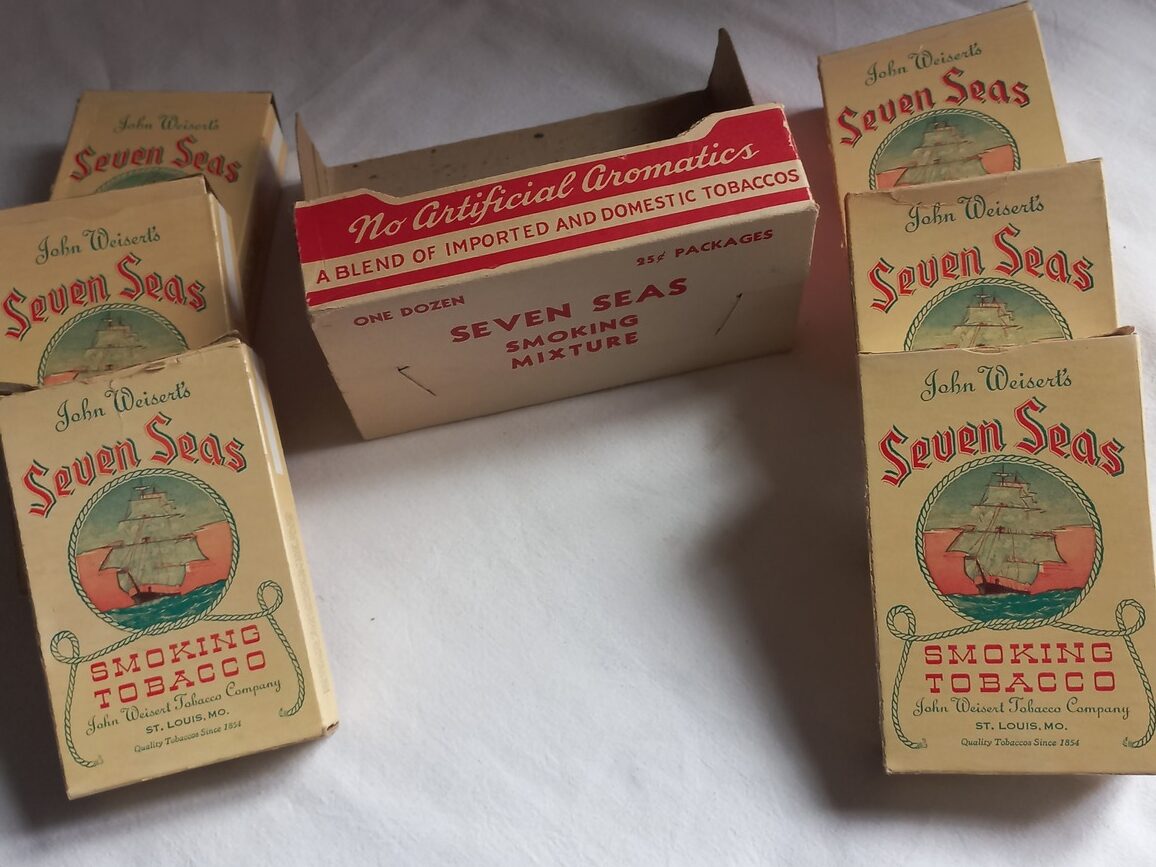 John Weisert's
Seven Seas
John Weisert's
Seven Seas
John Weisert's
Seven Seas
SMOKING
TOBACCO
John Weisert Tobacco Company
ST. LOUIS, MO.
Quality Tobaccos Since 1854
No Artificial Aromatics
A BLEND OF IMPORTED AND DOMESTIC TOBACCOS
25¢ PACKAGES
ONE DOZEN
SEVEN SEAS
SMOKING
MIXTURE
John Weisert's
Seven Seas
John Weisert's
Seven Seas
John Weisert's
Seven Seas
SMOKING
TOBACCO
John Weisert Tobacco Company
ST. LOUIS, MO.
Quality Tobaccos Since 1854